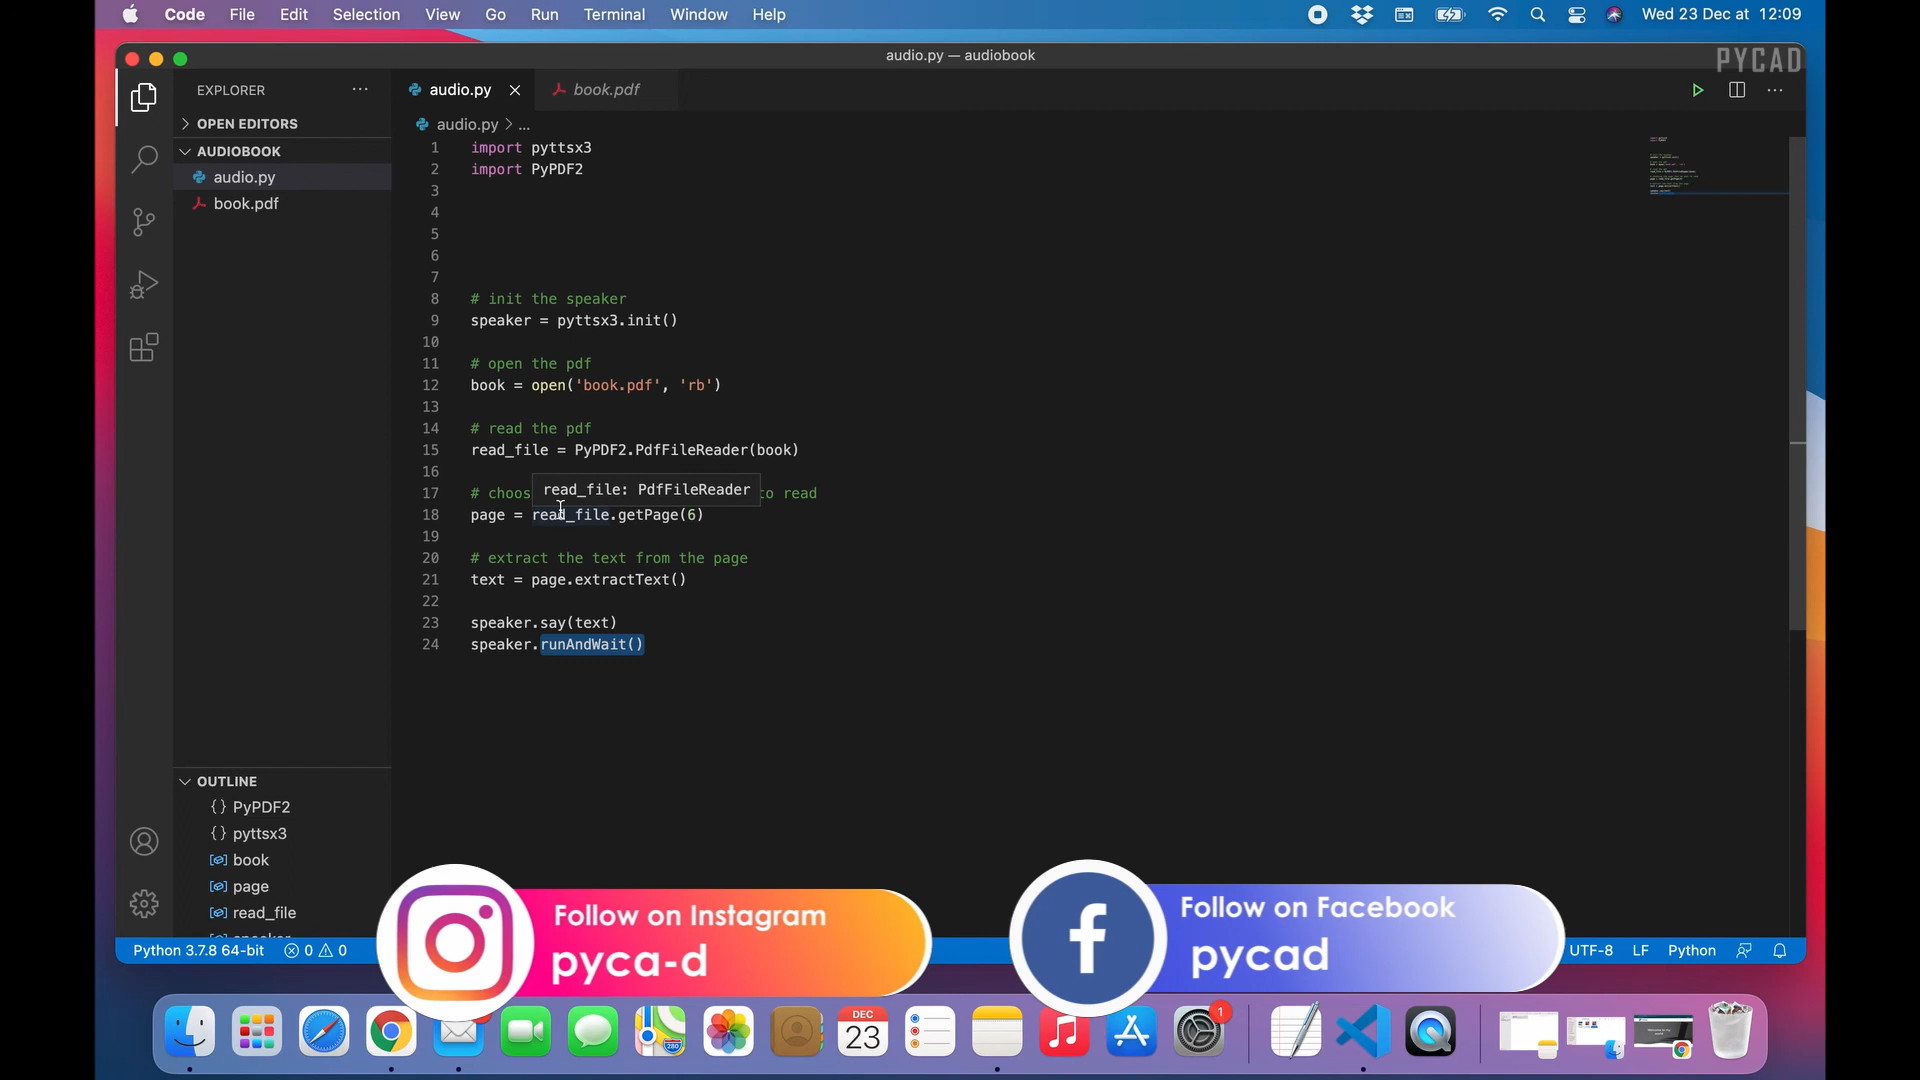 Code File Edit Selection View Go Run Terminal Window Help Wed 23 Dec at 12:09
audio.py — audiobook
PYCAD
EXPLORER ···
audio.py book.pdf
OPEN EDITORS
AUDIOBOOK
audio.py
book.pdf
audio.py > ...
1 import pyttsx3
2 import PyPDF2
3
4
5
6
7
8 # init the speaker
9 speaker = pyttsx3.init()
10
11 # open the pdf
12 book = open('book.pdf', 'rb')
13
14 # read the pdf
15 read_file = PyPDF2.PdfFileReader(book)
16
read_file: PdfFileReader
17 # choos to read
18 page = read_file.getPage(6)
19
20 # extract the text from the page
21 text = page.extractText()
22
23 speaker.say(text)
24 speaker.runAndWait()
OUTLINE
{} PyPDF2
{} pyttsx3
book
page
read_file
Python 3.7.8 64-bit 0 0 UTF-8 LF Python
Follow on Instagram
pyca-d
Follow on Facebook
pycad
DEC
23
280
1